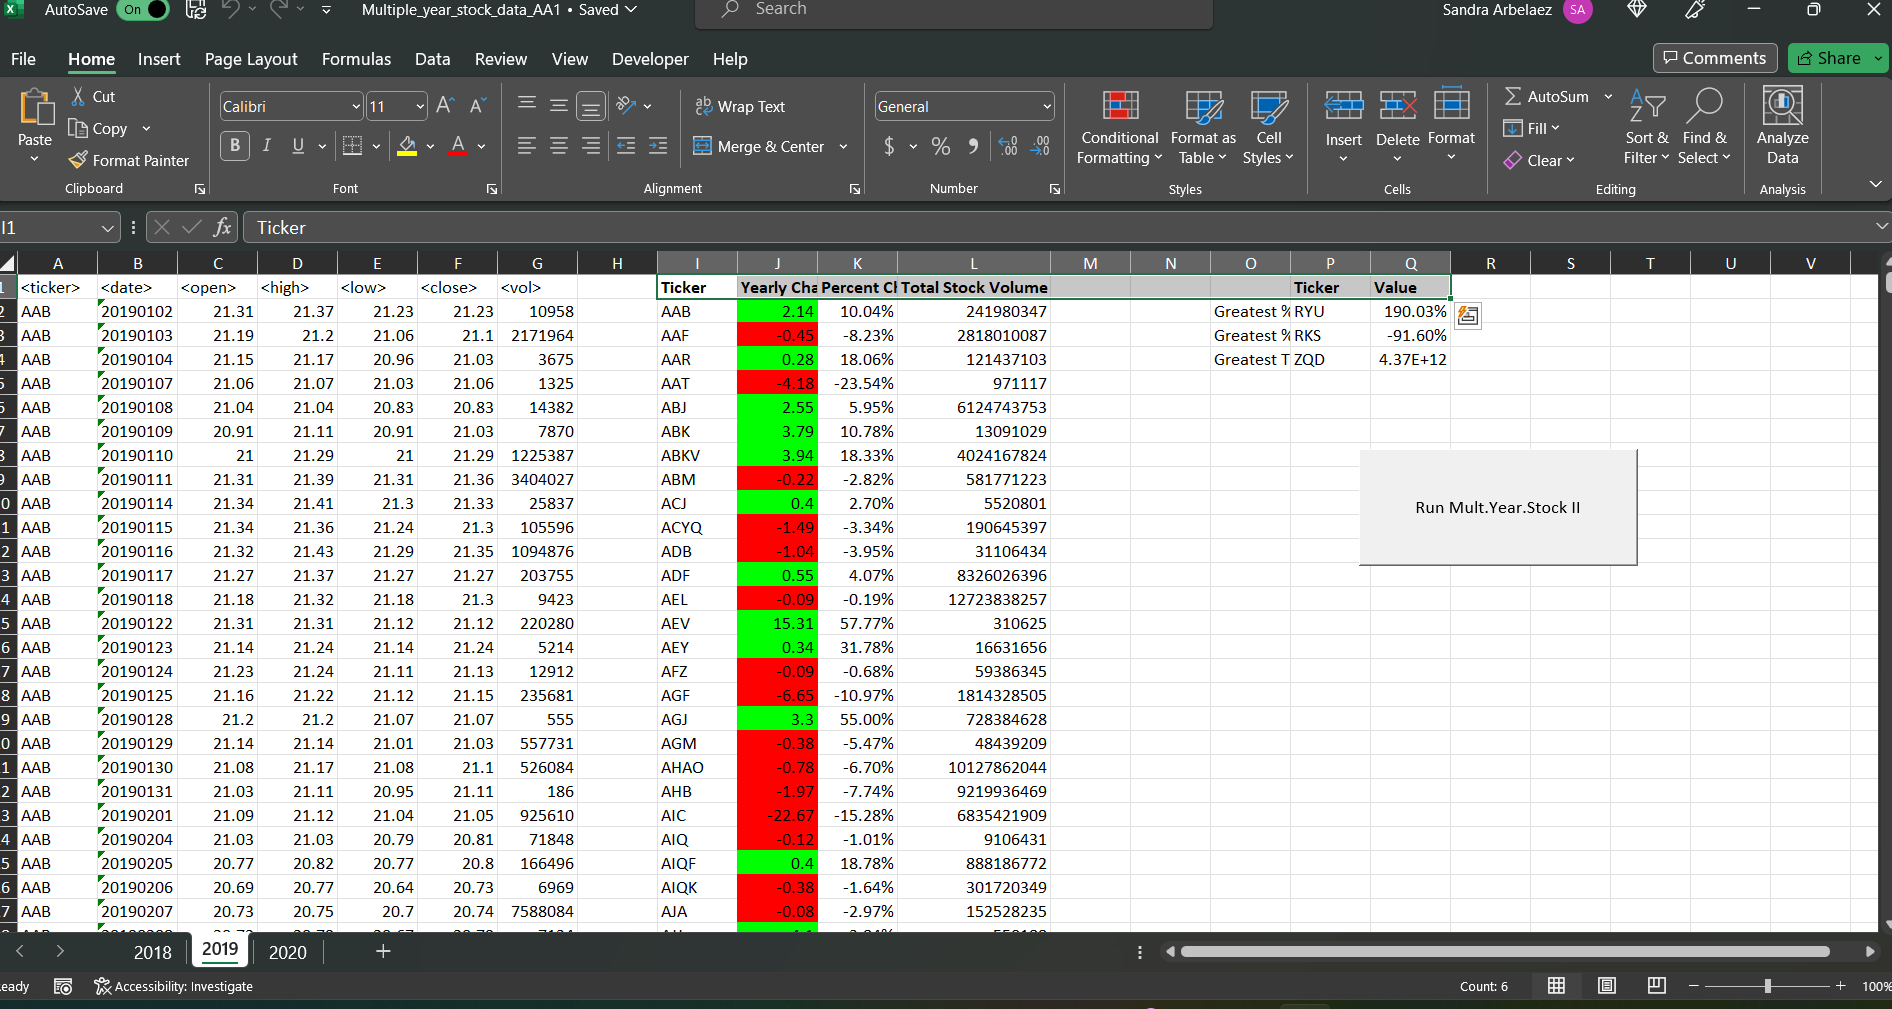 AutoSave On Multiple_year_stock_data_AA1 • Saved Search Sandra Arbelaez SA
File Home Insert Page Layout Formulas Data Review View Developer Help Comments Share
Cut
Copy
Format Painter
Paste
Clipboard
Calibri 11
B I U
Font
Wrap Text
Merge & Center
Alignment
General
$ % 9
Number
Conditional Formatting
Format as Table
Cell Styles
Styles
Insert Delete Format
Cells
AutoSum
Fill
Clear
Sort & Filter
Find & Select
Editing
Analyze Data
Analysis
I1 fx Ticker
A B C D E F G H I J K L M N O P Q R S T U V
1 <ticker> <date> <open> <high> <low> <close> <vol> Ticker Yearly Cha Percent Cl Total Stock Volume Ticker Value
2 AAB 20190102 21.31 21.37 21.23 21.23 10958 AAB 2.14 10.04% 241980347 Greatest % RYU 190.03%
3 AAB 20190103 21.19 21.2 21.06 21.1 2171964 AAF -0.45 -8.23% 2818010087 Greatest % RKS -91.60%
4 AAB 20190104 21.15 21.17 20.96 21.03 3675 AAR 0.28 18.06% 121437103 Greatest T ZQD 4.37E+12
5 AAB 20190107 21.06 21.07 21.03 21.06 1325 AAT -4.18 -23.54% 971117
6 AAB 20190108 21.04 21.04 20.83 20.83 14382 ABJ 2.55 5.95% 6124743753
7 AAB 20190109 20.91 21.11 20.91 21.03 7870 ABK 3.79 10.78% 13091029
8 AAB 20190110 21 21.29 21 21.29 1225387 ABKV 3.94 18.33% 4024167824
9 AAB 20190111 21.31 21.39 21.31 21.36 3404027 ABM -0.22 -2.82% 581771223
0 AAB 20190114 21.34 21.41 21.3 21.33 25837 ACJ 0.4 2.70% 5520801
1 AAB 20190115 21.34 21.36 21.24 21.3 105596 ACYQ -1.49 -3.34% 190645397
2 AAB 20190116 21.32 21.43 21.29 21.35 1094876 ADB -1.04 -3.95% 31106434
3 AAB 20190117 21.27 21.37 21.27 21.27 203755 ADF 0.55 4.07% 8326026396
4 AAB 20190118 21.18 21.32 21.18 21.3 9423 AEL -0.09 -0.19% 12723838257
5 AAB 20190122 21.31 21.31 21.12 21.12 220280 AEV 15.31 57.77% 310625
6 AAB 20190123 21.14 21.24 21.14 21.24 5214 AEY 0.34 31.78% 16631656
7 AAB 20190124 21.23 21.24 21.11 21.13 12912 AFZ -0.09 -0.68% 59386345
8 AAB 20190125 21.16 21.22 21.12 21.15 235681 AGF -6.65 -10.97% 1814328505
9 AAB 20190128 21.2 21.2 21.07 21.07 555 AGJ 3.3 55.00% 728384628
0 AAB 20190129 21.14 21.14 21.01 21.03 557731 AGM -0.38 -5.47% 48439209
1 AAB 20190130 21.08 21.17 21.08 21.1 526084 AHAO -0.78 -6.70% 10127862044
2 AAB 20190131 21.03 21.11 20.95 21.11 186 AHB -1.97 -7.74% 9219936469
3 AAB 20190201 21.09 21.12 21.04 21.05 925610 AIC -22.67 -15.28% 6835421909
4 AAB 20190204 21.03 21.03 20.79 20.81 71848 AIQ -0.12 -1.01% 9106431
5 AAB 20190205 20.77 20.82 20.77 20.8 166496 AIQF 0.4 18.78% 888186772
6 AAB 20190206 20.69 20.77 20.64 20.73 6969 AIQK -0.38 -1.64% 301720349
7 AAB 20190207 20.73 20.75 20.7 20.74 7588084 AJA -0.08 -2.97% 152528235
Run Mult.Year.Stock II
2018 2019 2020 +
eady Accessibility: Investigate Count: 6 100%